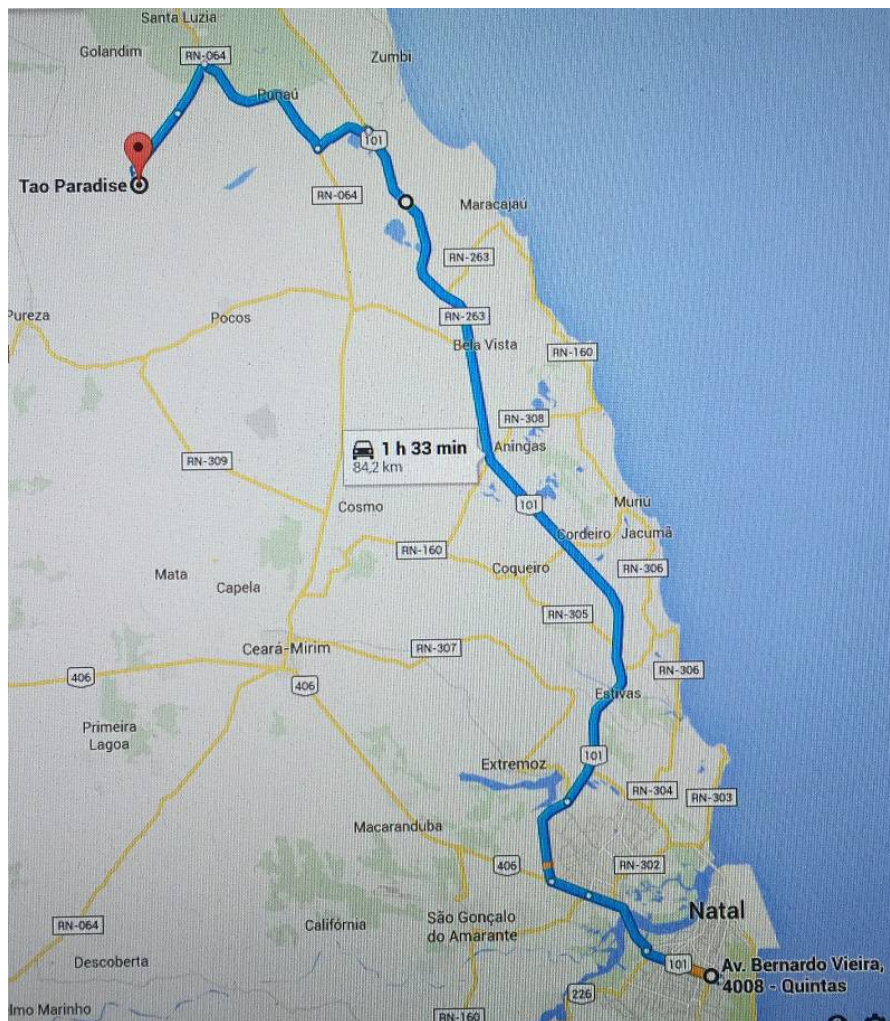 Santa Luzia
Golandim
RN-064
Zumbi
Punaú
101
Tao Paradise
RN-064
Maracajau
RN-263
Pureza
Pocos
RN-263
Bela Vista
RN-160
RN-308
1 h 33 min
84,2 km
Aningas
RN-309
Cosmo
101
Muriú
Cordeiro
Jacumã
RN-160
Coqueiro
RN-306
Mata
Capela
RN-305
Ceará-Mirim
RN-307
406
406
RN-306
Estivas
Primeira
Lagoa
101
Extremoz
RN-304
RN-303
Macaranduba
406
RN-302
Natal
São Gonçalo
do Amarante
Califórnia
RN-064
Descoberta
101
Av. Bernardo Vieira,
4008 - Quintas
226
elmo Marinho
RN-160